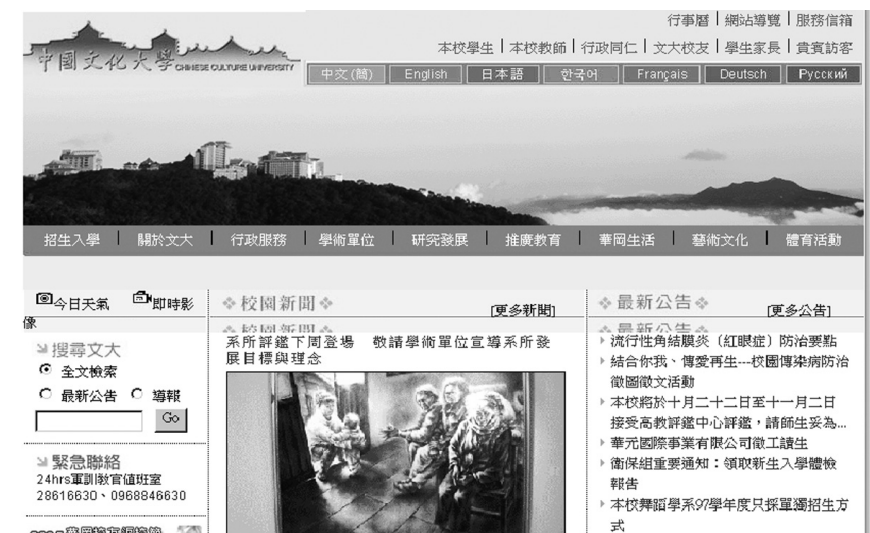 行事曆 | 網站導覽 | 服務信箱
中國文化大學 CHINESE CULTURE UNIVERSITY
本校學生 | 本校教師 | 行政同仁 | 文大校友 | 學生家長 | 貴賓訪客
中文(簡) English 日本語 한국어 Français Deutsch Русский
招生入學 | 關於文大 | 行政服務 | 學術單位 | 研究發展 | 推廣教育 | 華岡生活 | 藝術文化 | 體育活動
今日天氣 即時影
像
搜尋文大
全文檢索
最新公告 導報
Go
緊急聯絡
24hrs軍訓教官值班室
28616630、0968846630
校園新聞
[更多新聞]
校園新聞
系所評鑑下周登場 敬請學術單位宣導系所發
展目標與理念
最新公告
[更多公告]
最新公告
流行性角結膜炎（紅眼症）防治要點
結合你我、傳愛再生---校園傳染病防治
徵圖徵文活動
本校將於十月二十二日至十一月二日
接受高教評鑑中心評鑑，請師生妥為...
華元國際事業有限公司徵工讀生
衛保組重要通知：領取新生入學體檢
報告
本校舞蹈學系97學年度只採單獨招生方
式